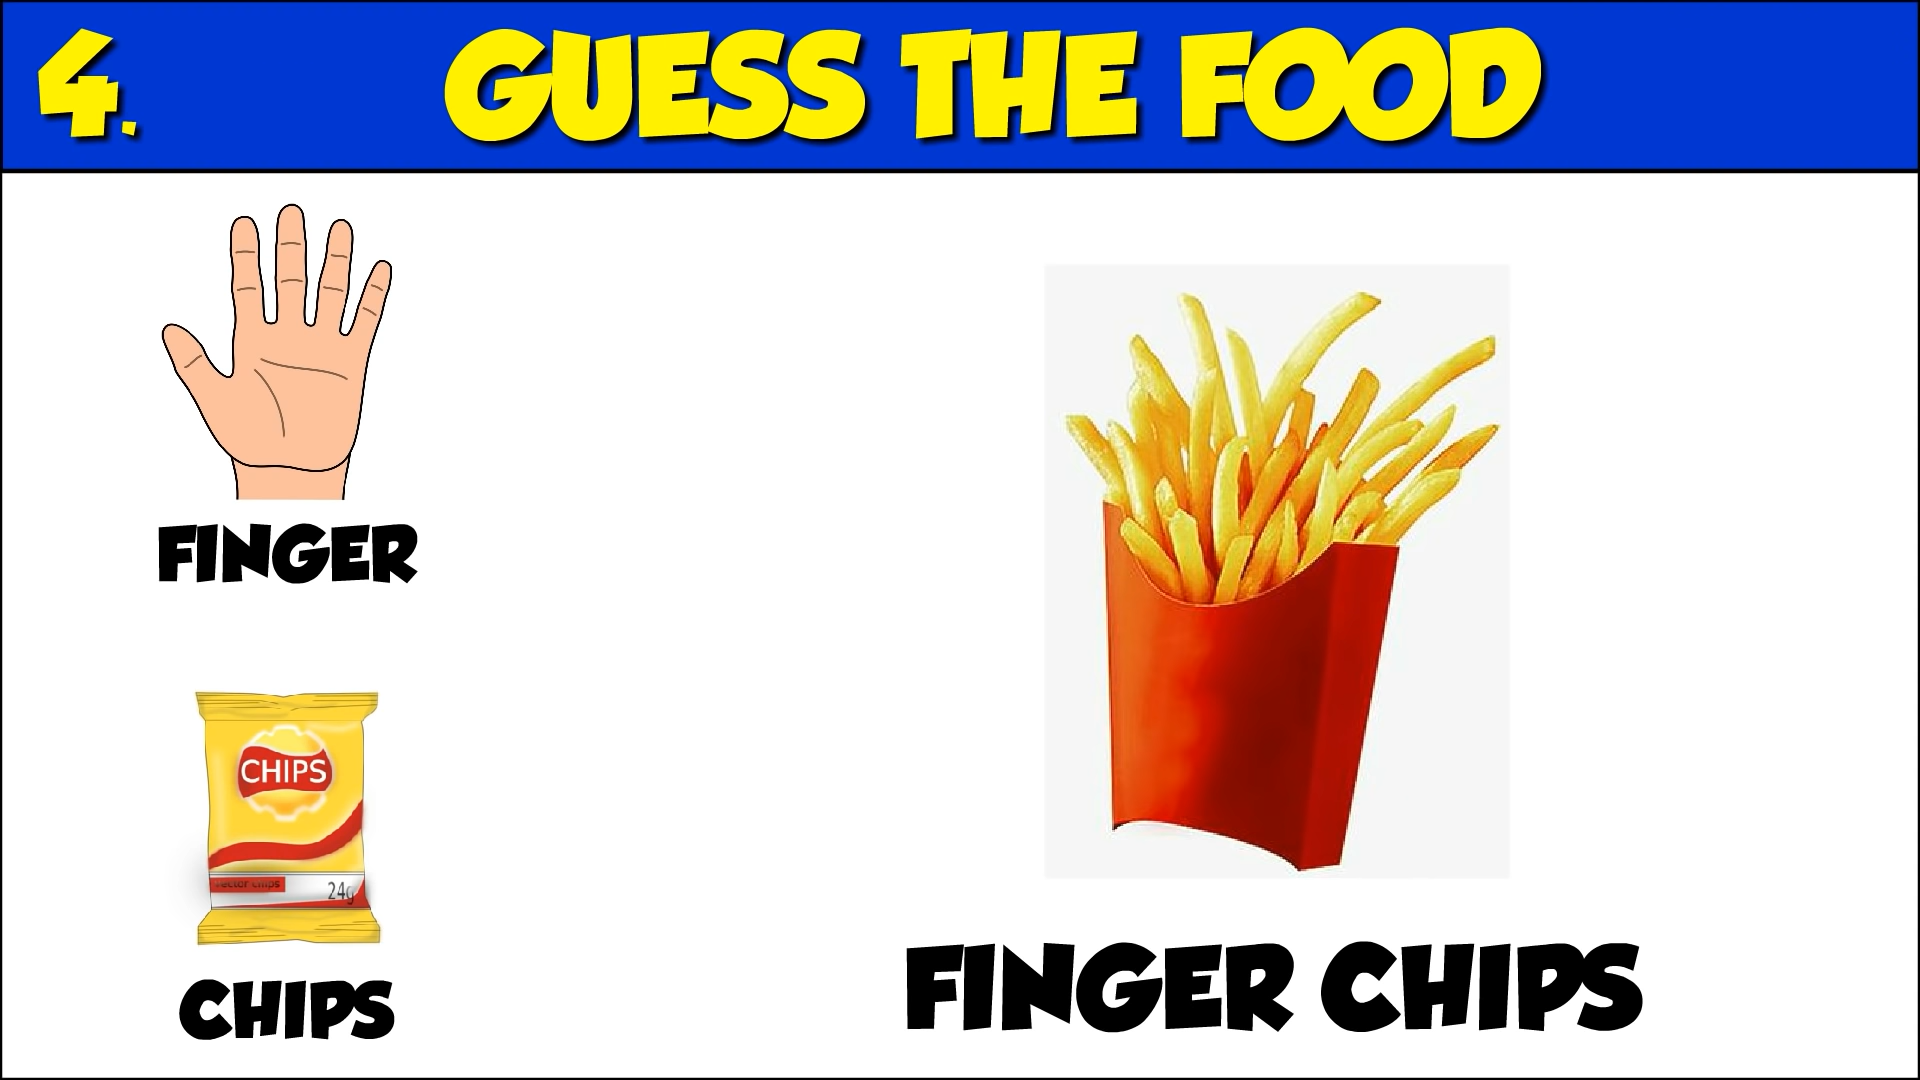 4. GUESS THE FOOD
FINGER
CHIPS
24g
CHIPS
FINGER CHIPS